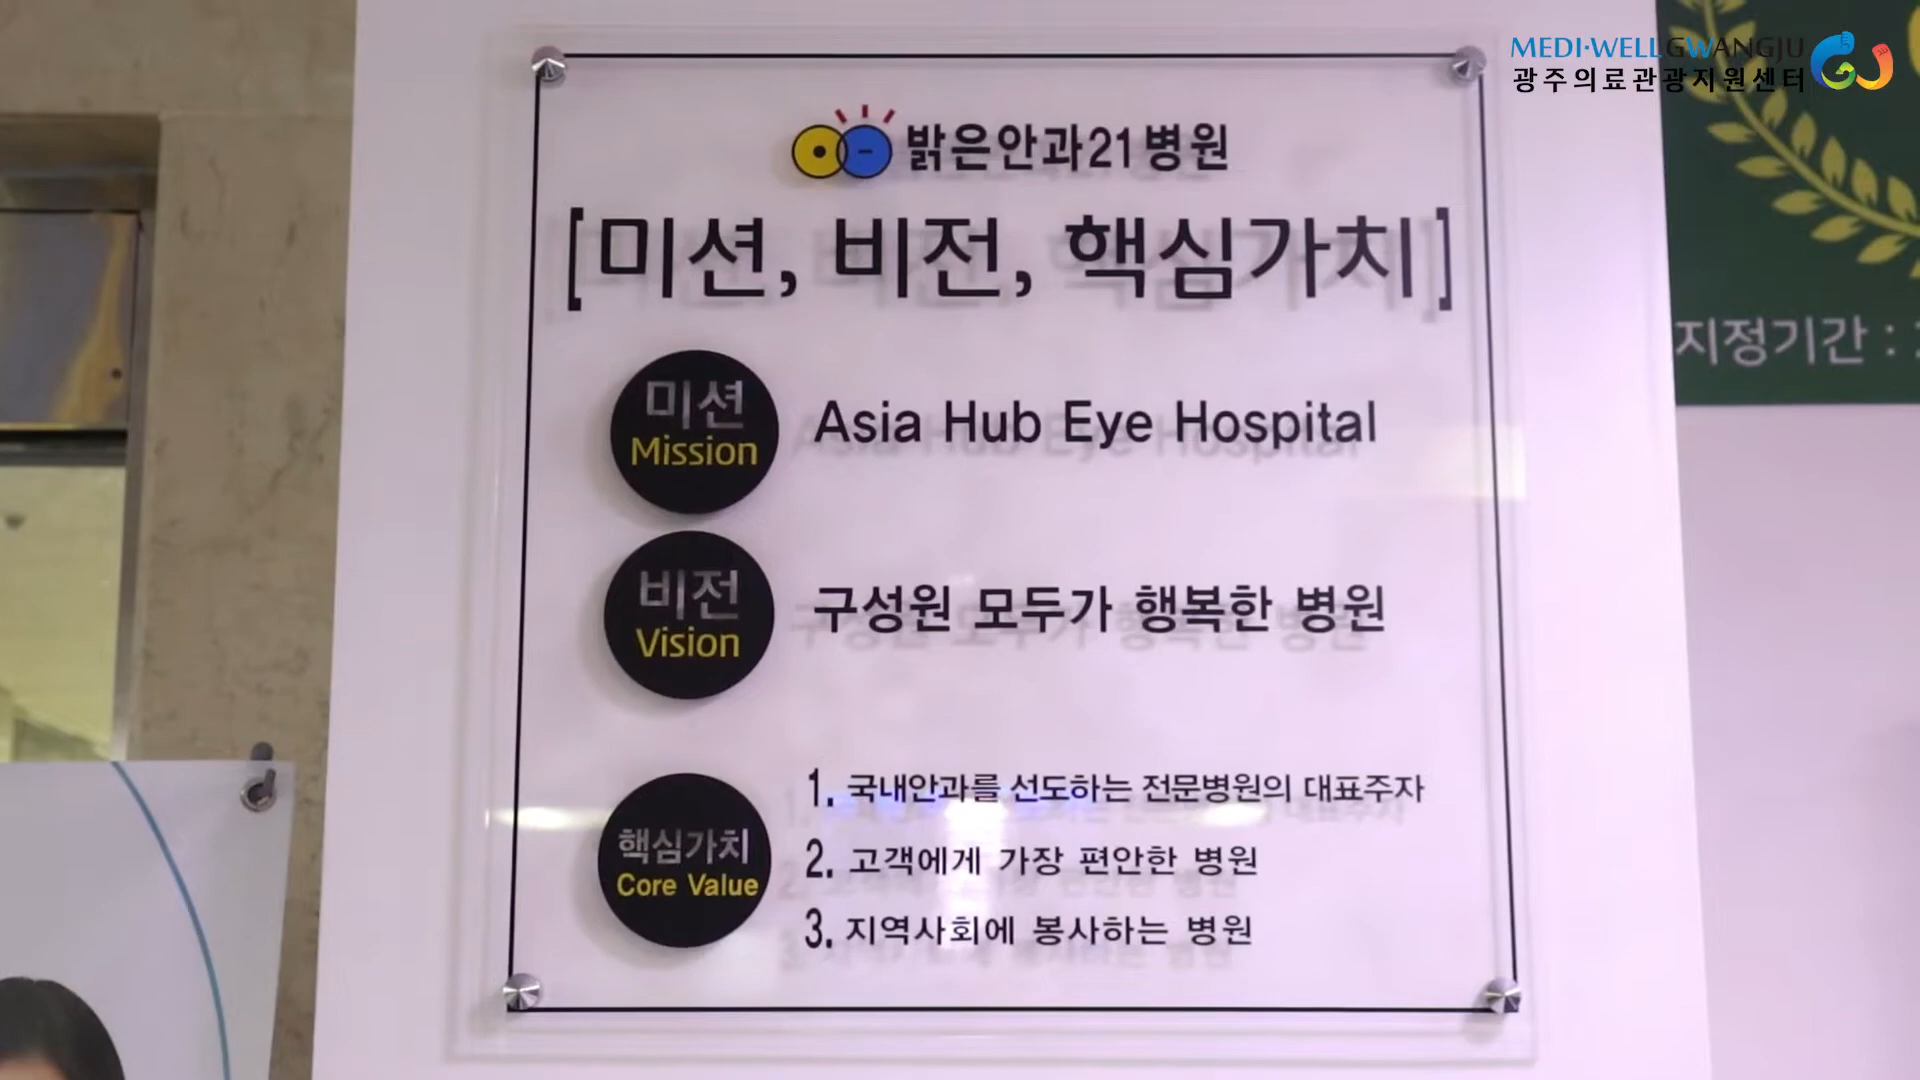 MEDI·WELLGWANGJU
광주의료관광지원센터
밝은안과21병원
[미션, 비전, 핵심가치]
미션
Mission
Asia Hub Eye Hospital
비전
Vision
구성원 모두가 행복한 병원
핵심가치
Core Value
1. 국내안과를 선도하는 전문병원의 대표주자
2. 고객에게 가장 편안한 병원
3. 지역사회에 봉사하는 병원
지정기간 :